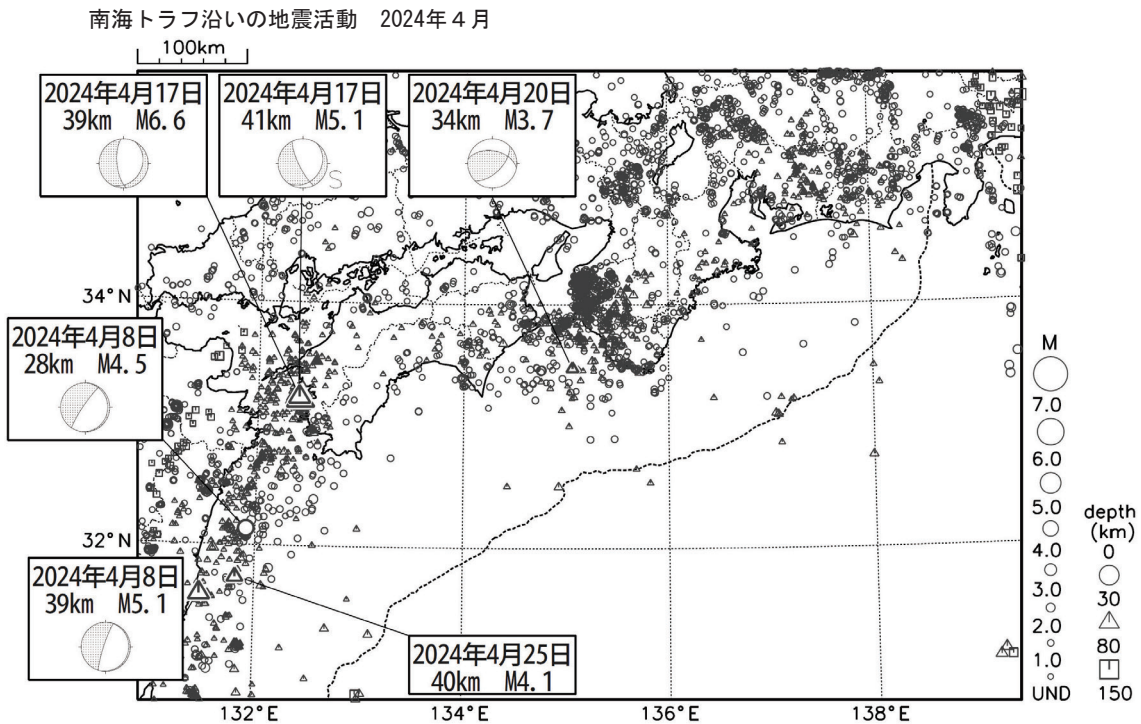 南海トラフ沿いの地震活動　2024年４月
100km
2024年4月17日
39km M6.6
2024年4月17日
41km M5.1
S
2024年4月20日
34km M3.7
34°N
2024年4月8日
28km M4.5
32°N
2024年4月8日
39km M5.1
2024年4月25日
40km M4.1
132°E
134°E
136°E
138°E
M
7.0
6.0
5.0
4.0
3.0
2.0
1.0
UND
depth
(km)
0
30
80
150